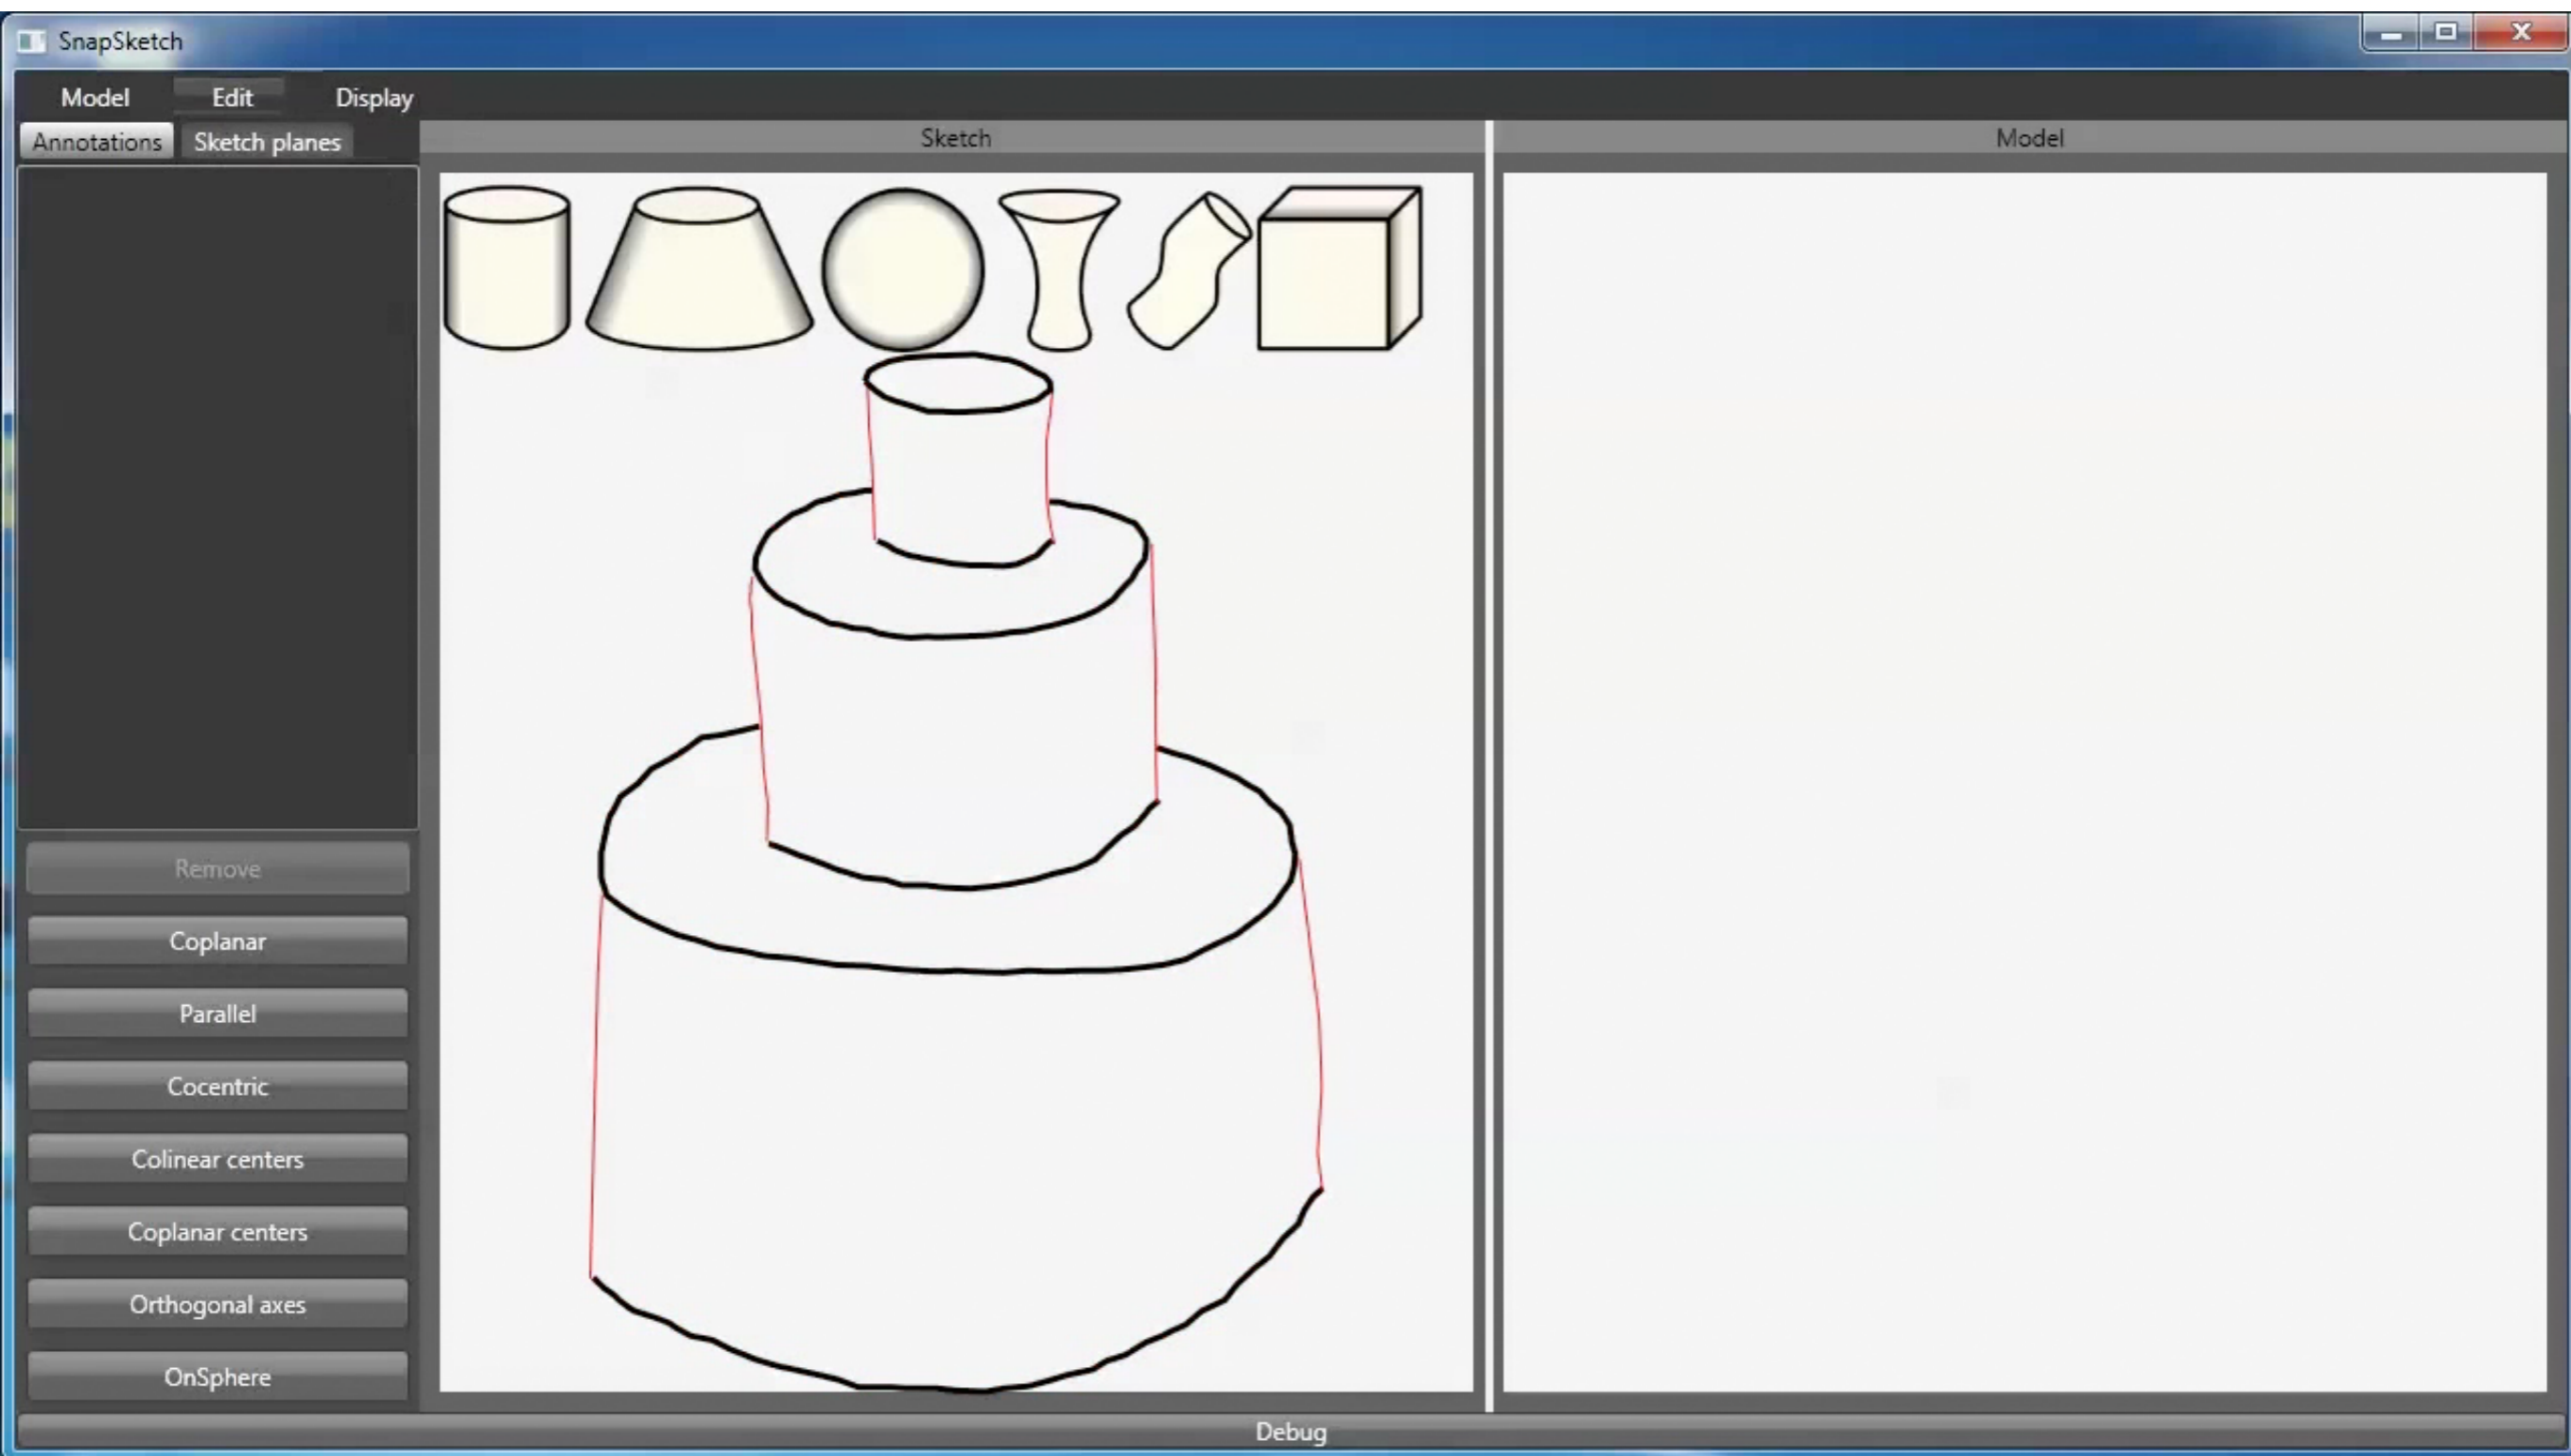 SnapSketch
Model Edit Display
Annotations Sketch planes
Sketch
Model
Remove
Coplanar
Parallel
Cocentric
Colinear centers
Coplanar centers
Orthogonal axes
OnSphere
Debug